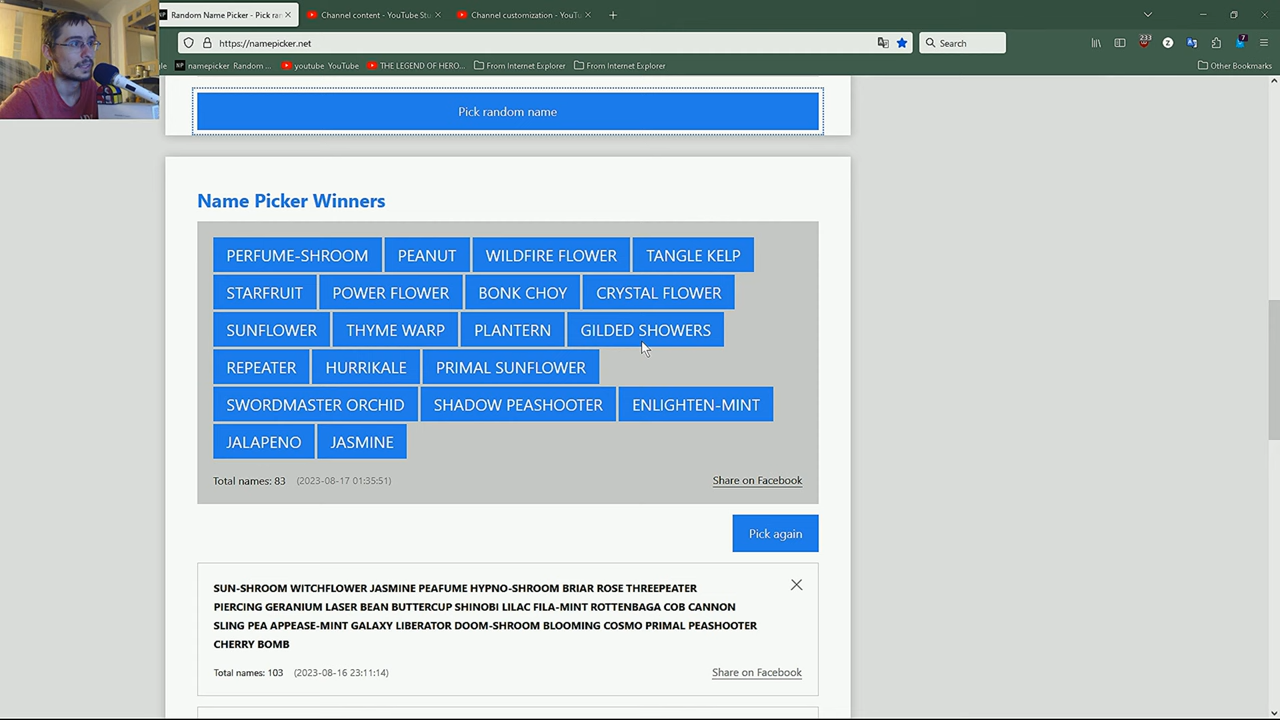 NP Random Name Picker - Pick ra
Channel content - YouTube Stu
Channel customization - YouTu
https://namepicker.net
Search
233
7
gle
NP namepicker Random ...
youtube YouTube
THE LEGEND OF HERO...
From Internet Explorer
From Internet Explorer
Other Bookmarks
Pick random name
Name Picker Winners
PERFUME-SHROOM PEANUT WILDFIRE FLOWER TANGLE KELP
STARFRUIT POWER FLOWER BONK CHOY CRYSTAL FLOWER
SUNFLOWER THYME WARP PLANTERN GILDED SHOWERS
REPEATER HURRIKALE PRIMAL SUNFLOWER
SWORDMASTER ORCHID SHADOW PEASHOOTER ENLIGHTEN-MINT
JALAPENO JASMINE
Total names: 83 (2023-08-17 01:35:51) Share on Facebook
Pick again
SUN-SHROOM WITCHFLOWER JASMINE PEAFUME HYPNO-SHROOM BRIAR ROSE THREEPEATER
PIERCING GERANIUM LASER BEAN BUTTERCUP SHINOBI LILAC FILA-MINT ROTTENBAGA COB CANNON
SLING PEA APPEASE-MINT GALAXY LIBERATOR DOOM-SHROOM BLOOMING COSMO PRIMAL PEASHOOTER
CHERRY BOMB
Total names: 103 (2023-08-16 23:11:14) Share on Facebook